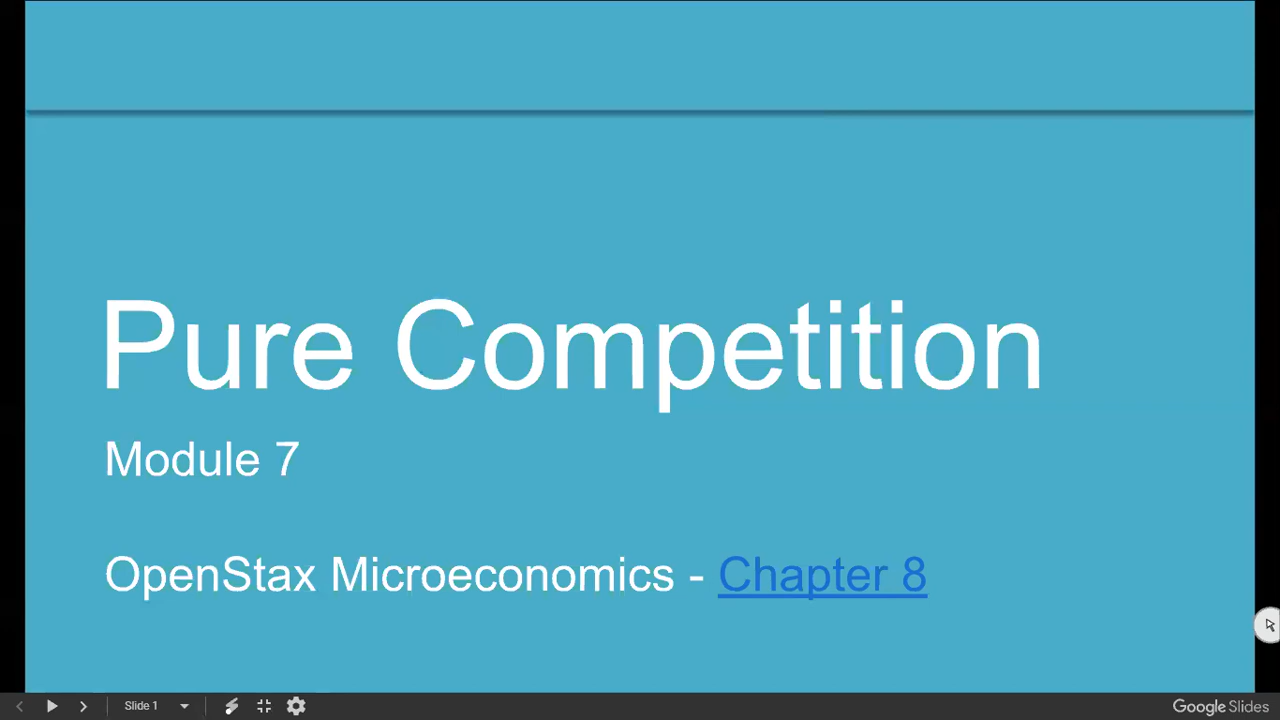 Pure Competition
Module 7
OpenStax Microeconomics - Chapter 8
Slide 1
Google Slides